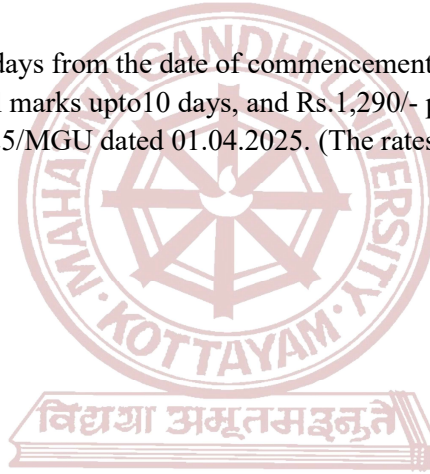 days from the date of commencement
marks upto10 days, and Rs.1,290/- p
5/MGU dated 01.04.2025. (The rates
MAHATMA GANDHI UNIVERSITY
KOTTAYAM
विद्यया अमृतमश्नुते